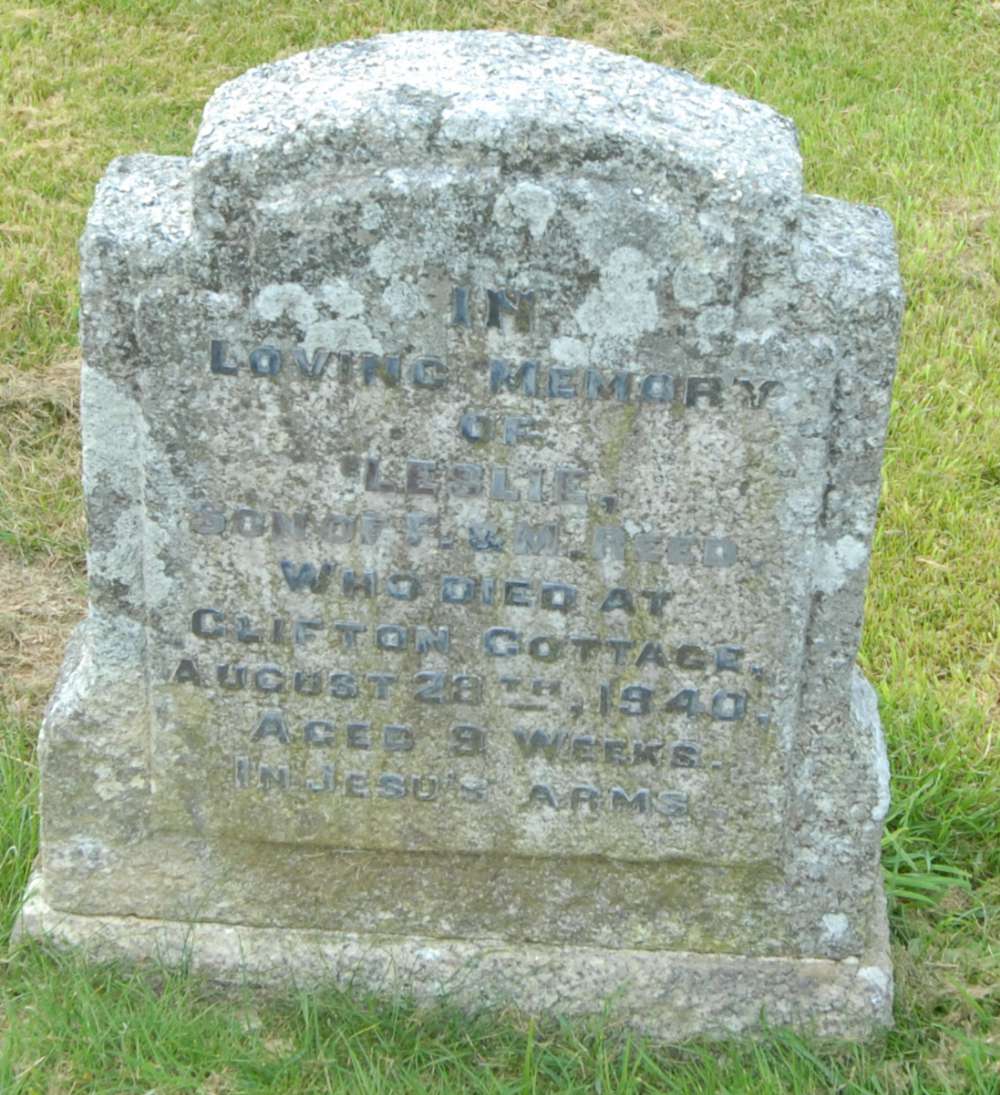 IN
LOVING MEMORY
OF
LESLIE,
SON OF F. & M. REED,
WHO DIED AT
CLIFTON COTTAGE,
AUGUST 28TH, 1940,
AGED 9 WEEKS.
IN JESU'S ARMS